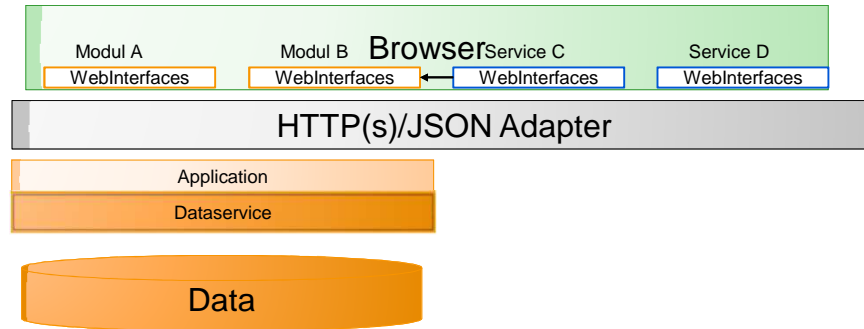 Modul A
Modul B
Browser
Service C
Service D
WebInterfaces
WebInterfaces
WebInterfaces
WebInterfaces
HTTP(s)/JSON Adapter
Application
Dataservice
Data